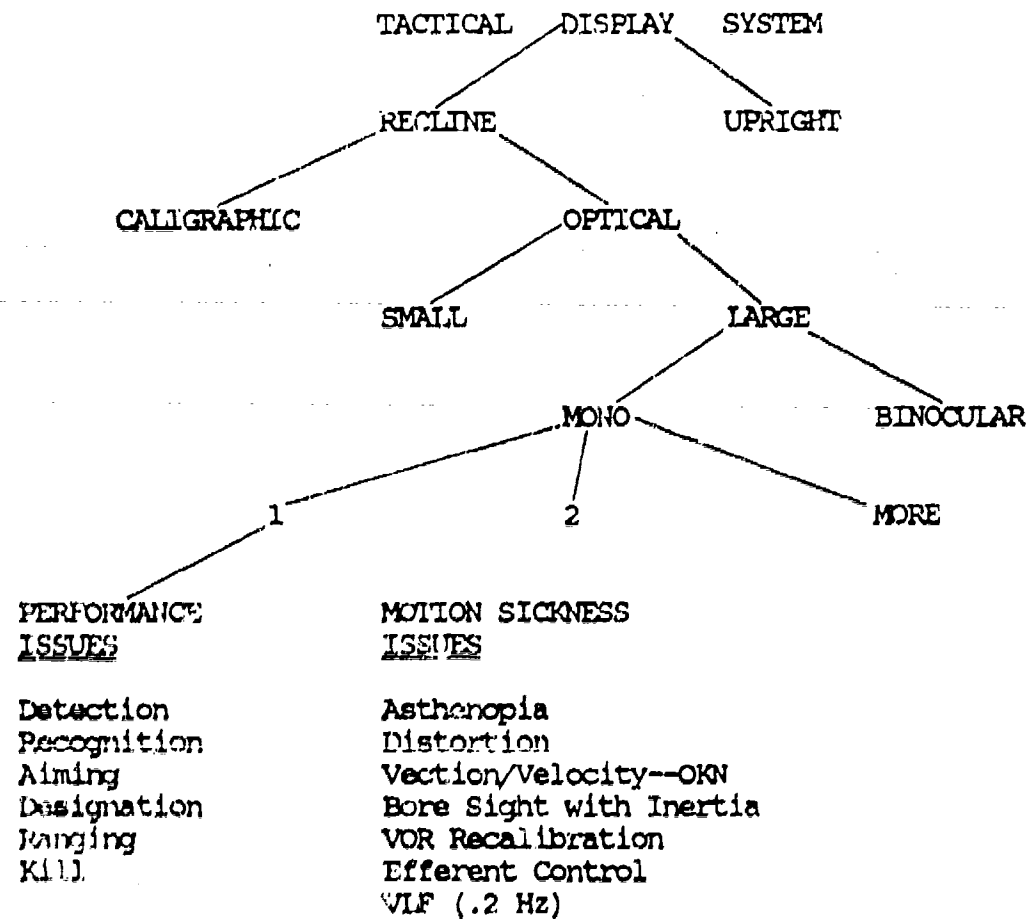 TACTICAL DISPLAY SYSTEM
RECLINE UPRIGHT
CALIGRAPHIC OPTICAL
SMALL LARGE
MONO BINOCULAR
1 2 MORE
PERFORMANCE MOTION SICKNESS
ISSUES ISSUES
Detection Asthenopia
Recognition Distortion
Aiming Vection/Velocity--OKN
Designation Bore Sight with Inertia
Ranging VOR Recalibration
Kill Efferent Control
VLF (.2 Hz)